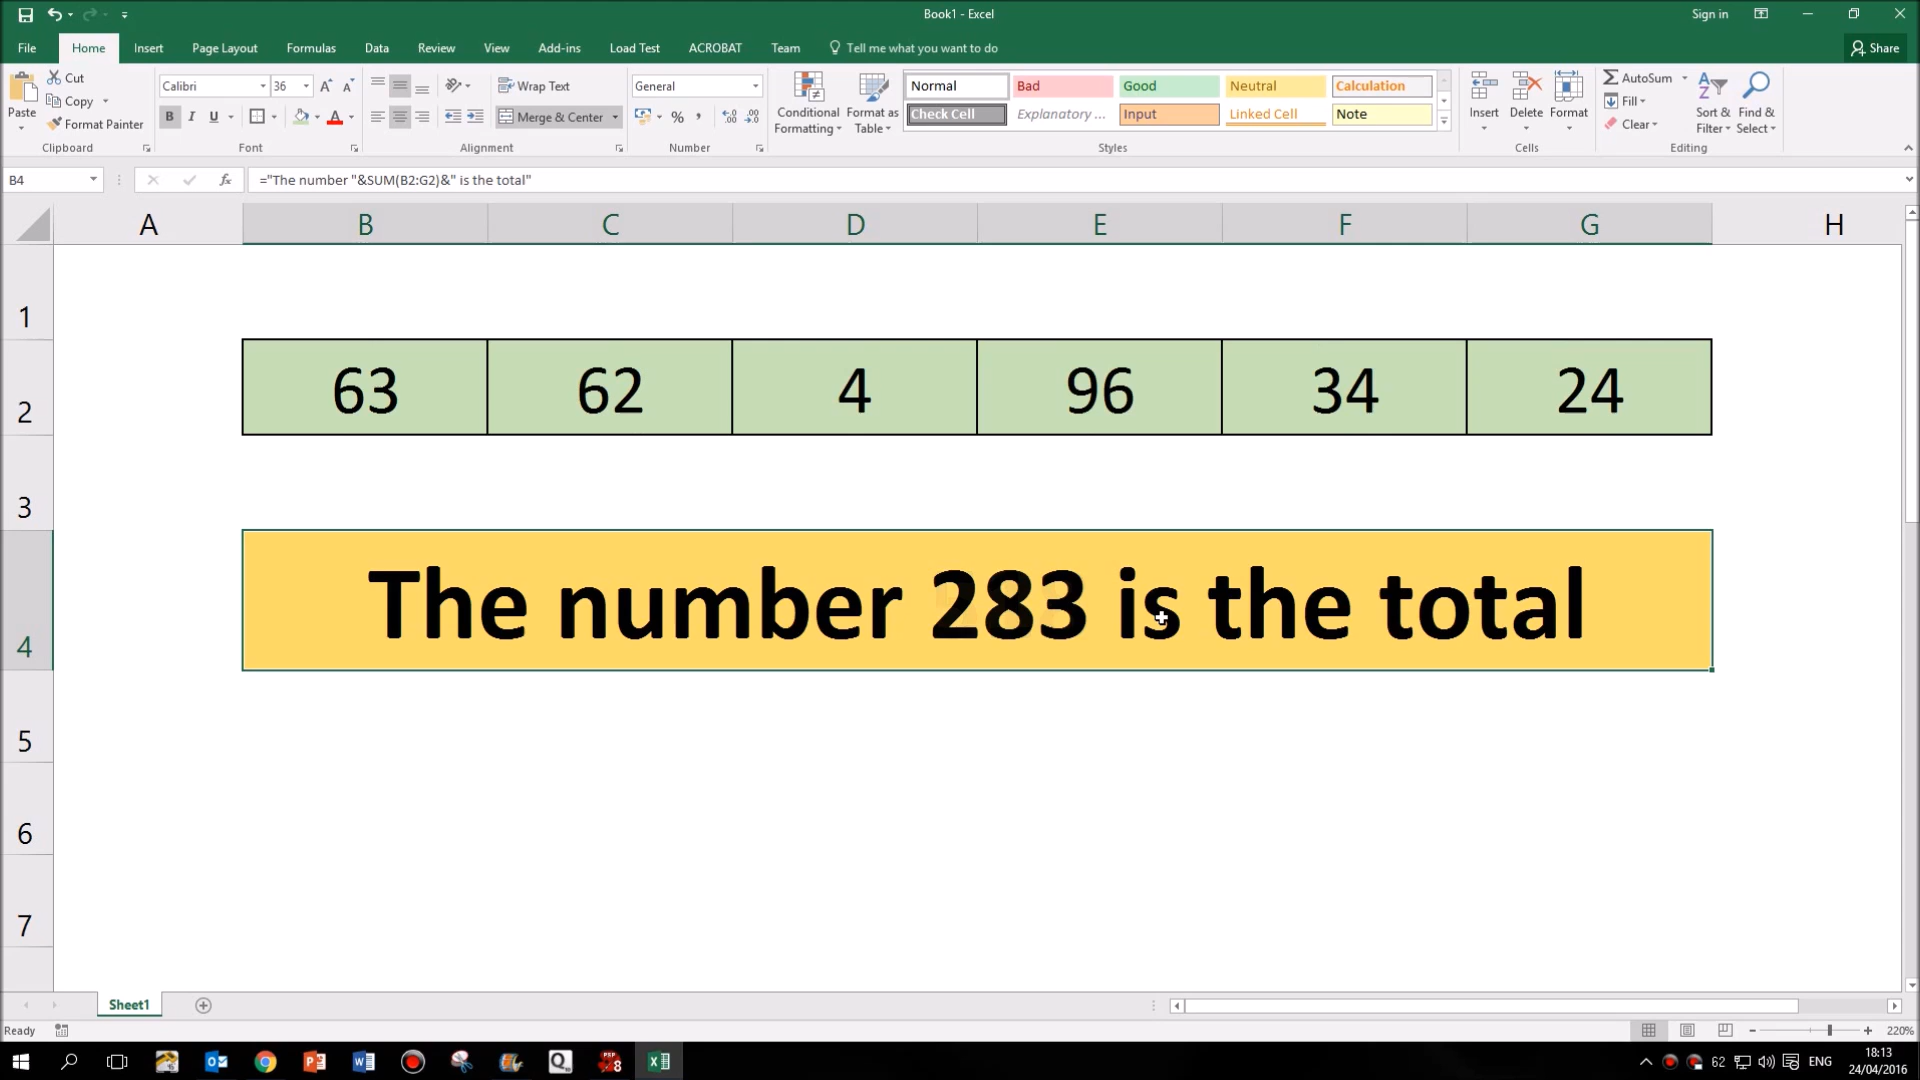 Book1 - Excel
Sign in
File Home Insert Page Layout Formulas Data Review View Add-ins Load Test ACROBAT Team Tell me what you want to do Share
Paste
Cut
Copy
Format Painter
Clipboard
Calibri 36
B I U A
Font
Wrap Text
Merge & Center
Alignment
General
% ,
Number
Conditional Formatting
Format as Table
Normal Bad Good Neutral Calculation
Check Cell Explanatory ... Input Linked Cell Note
Styles
Insert Delete Format
Cells
AutoSum
Fill
Clear
Sort & Filter
Find & Select
Editing
B4 fx ="The number "&SUM(B2:G2)&" is the total"
A B C D E F G H
1
2 63 62 4 96 34 24
3
4 The number 283 is the total
5
6
7
Sheet1
Ready 220%
62 ENG 18:13
24/04/2016